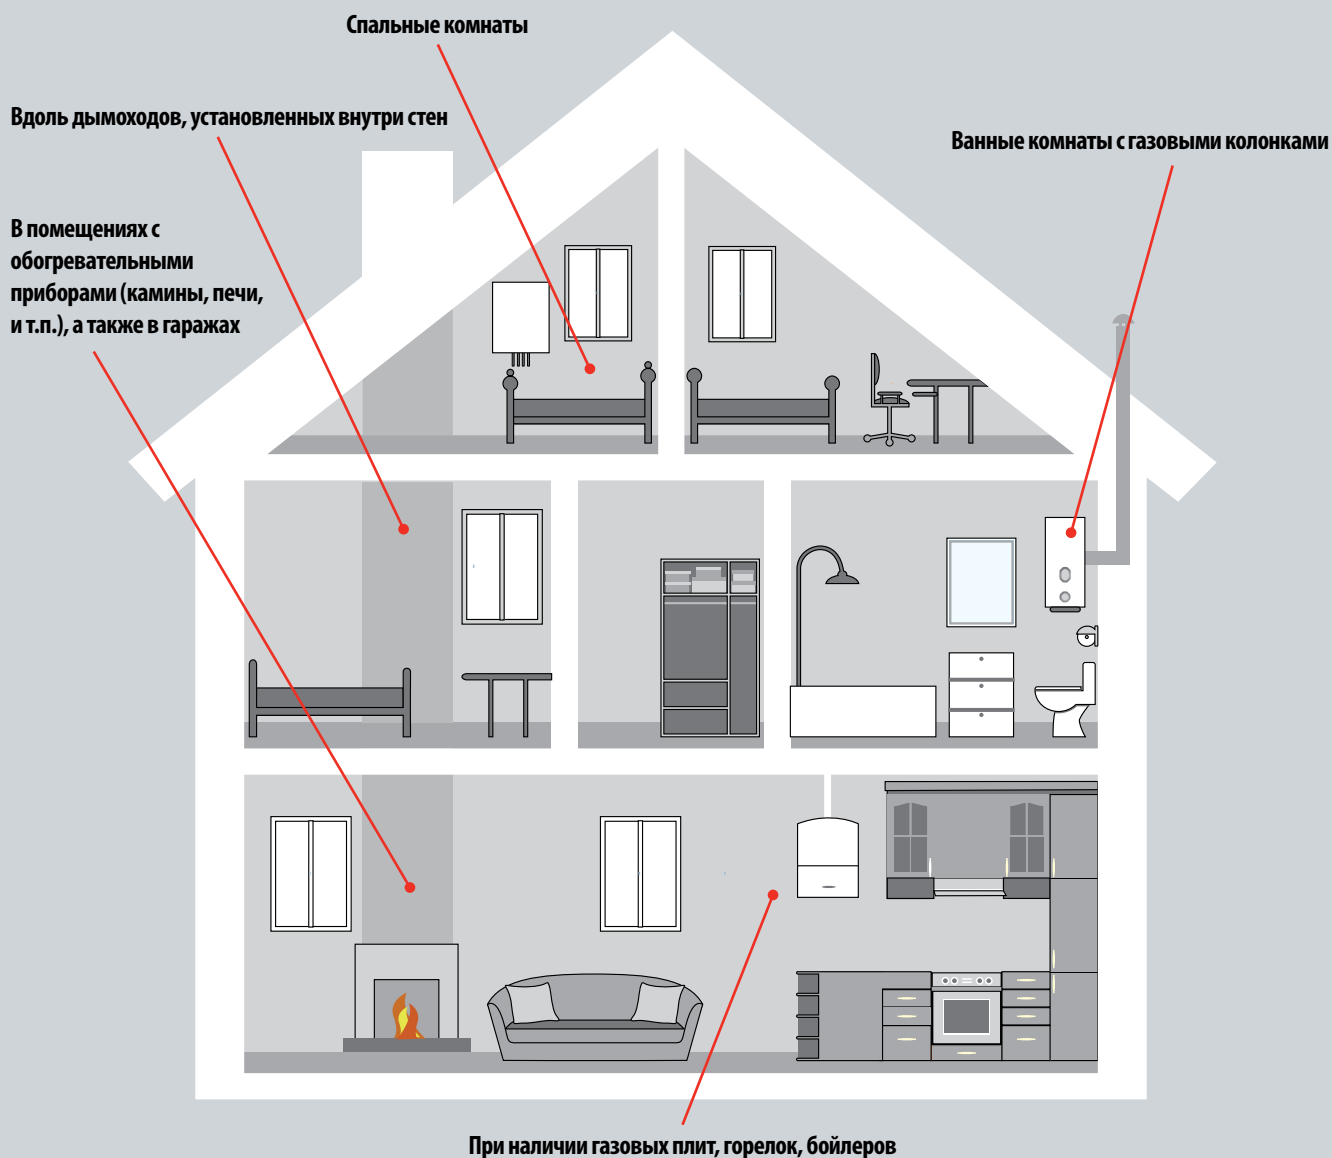 Спальные комнаты
Вдоль дымоходов, установленных внутри стен
Ванные комнаты с газовыми колонками
В помещениях с
обогревательными
приборами (камины, печи,
и т.п.), а также в гаражах
При наличии газовых плит, горелок, бойлеров